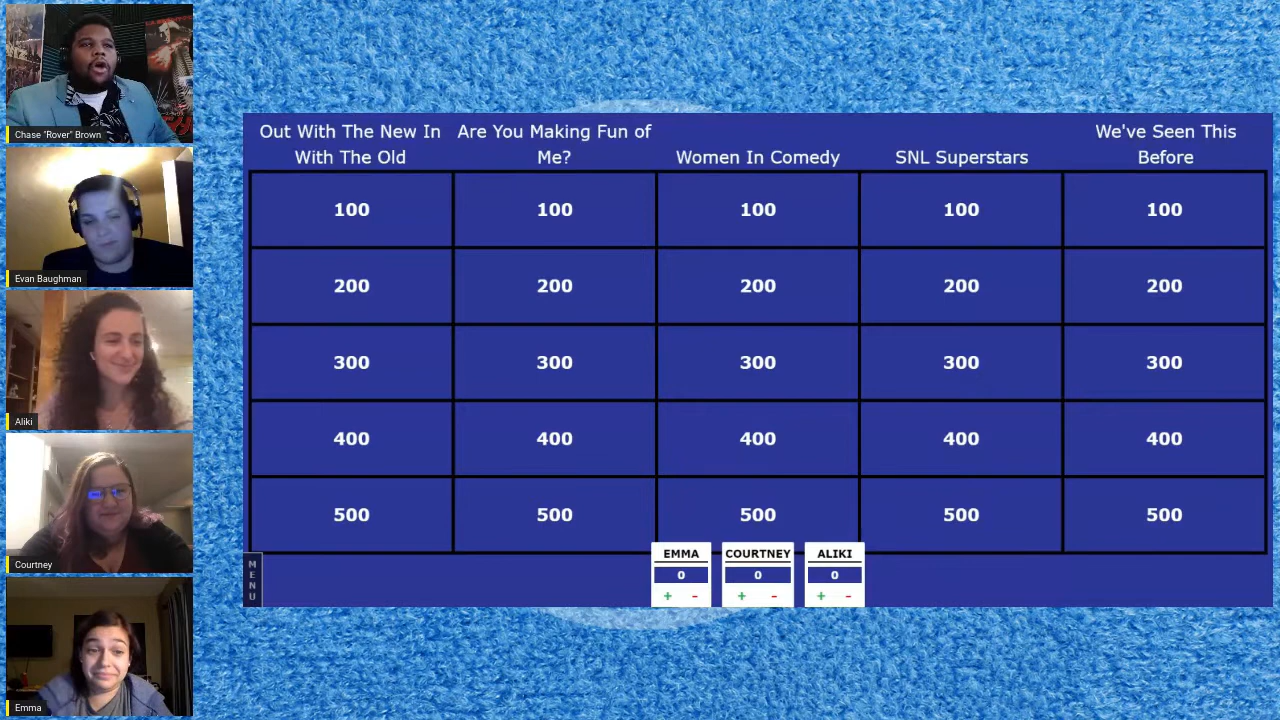 Chase "Rover" Brown
Evan Baughman
Aliki
Courtney
Emma
Out With The New In With The Old
Are You Making Fun of Me?
Women In Comedy
SNL Superstars
We've Seen This Before
100 100 100 100 100
200 200 200 200 200
300 300 300 300 300
400 400 400 400 400
500 500 500 500 500
MENU
EMMA COURTNEY ALIKI
0 0 0
+ - + - + -